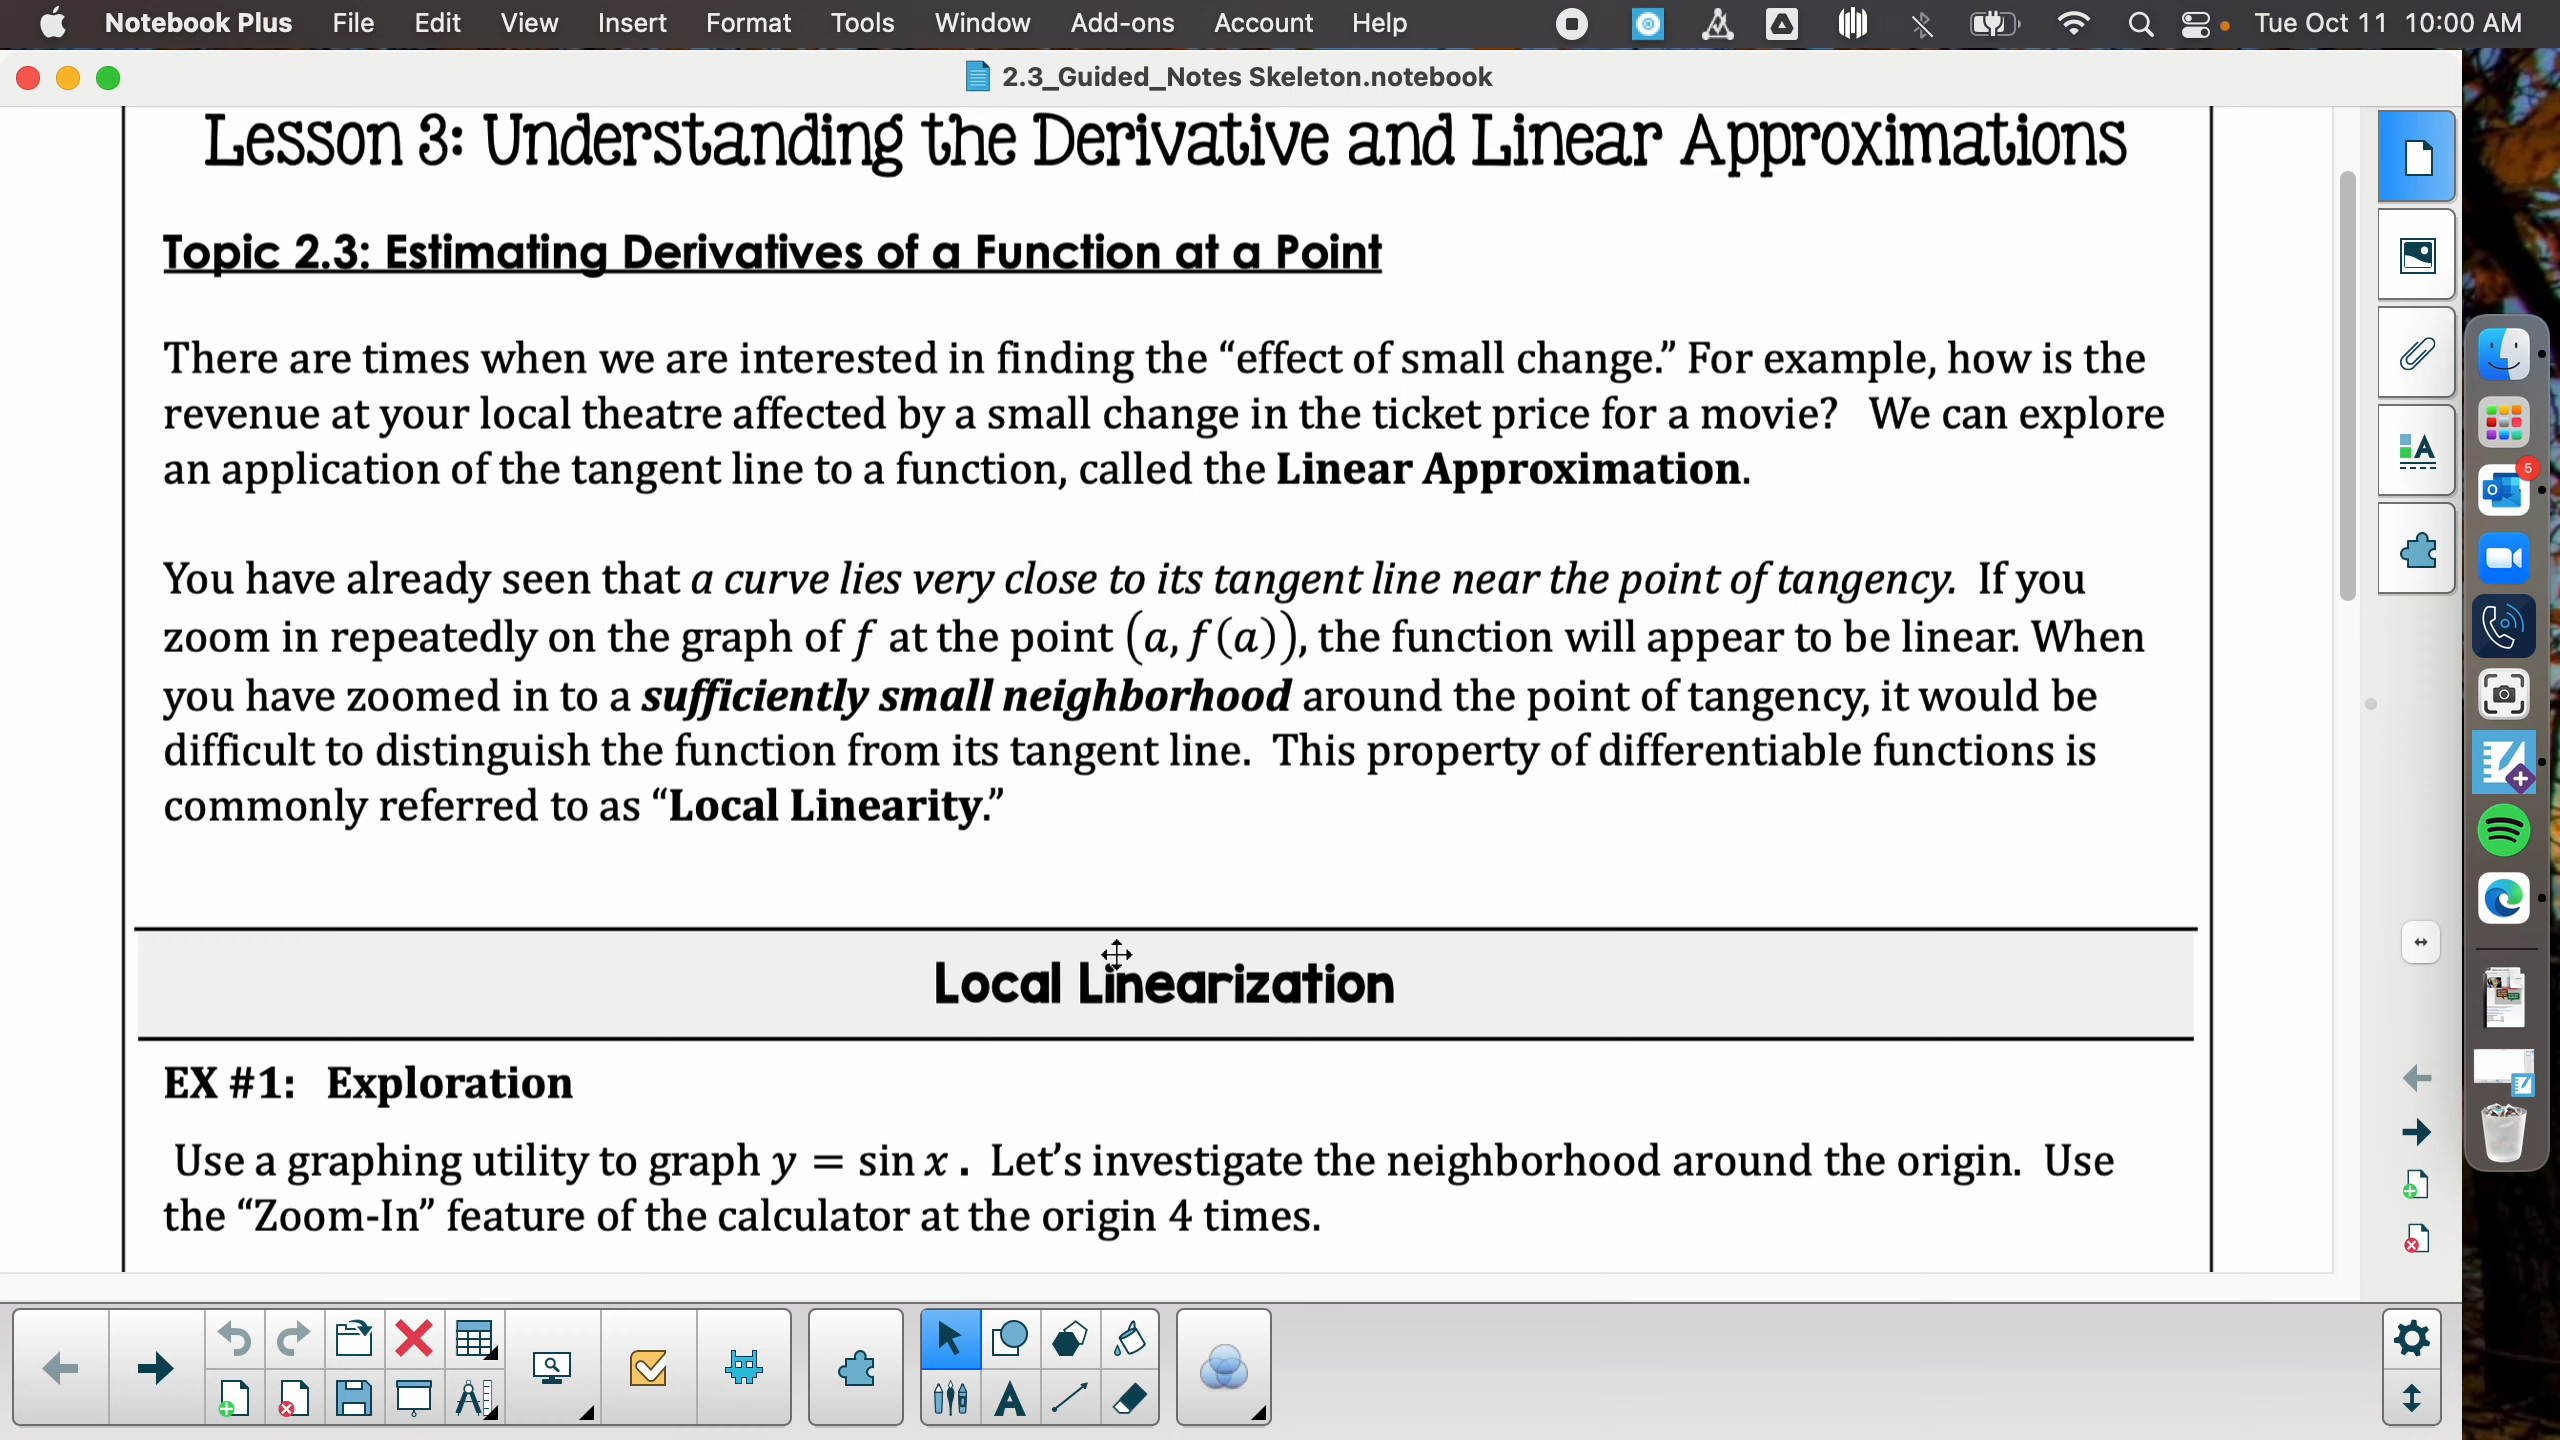 Notebook Plus File Edit View Insert Format Tools Window Add-ons Account Help Tue Oct 11 10:00 AM
2.3_Guided_Notes Skeleton.notebook
Lesson 3: Understanding the Derivative and Linear Approximations
Topic 2.3: Estimating Derivatives of a Function at a Point
There are times when we are interested in finding the “effect of small change.” For example, how is the
revenue at your local theatre affected by a small change in the ticket price for a movie? We can explore
an application of the tangent line to a function, called the Linear Approximation.
You have already seen that a curve lies very close to its tangent line near the point of tangency. If you
zoom in repeatedly on the graph of f at the point (a, f(a)), the function will appear to be linear. When
you have zoomed in to a sufficiently small neighborhood around the point of tangency, it would be
difficult to distinguish the function from its tangent line. This property of differentiable functions is
commonly referred to as “Local Linearity.”
Local Linearization
EX #1: Exploration
Use a graphing utility to graph y = sin x . Let’s investigate the neighborhood around the origin. Use
the “Zoom-In” feature of the calculator at the origin 4 times.
5